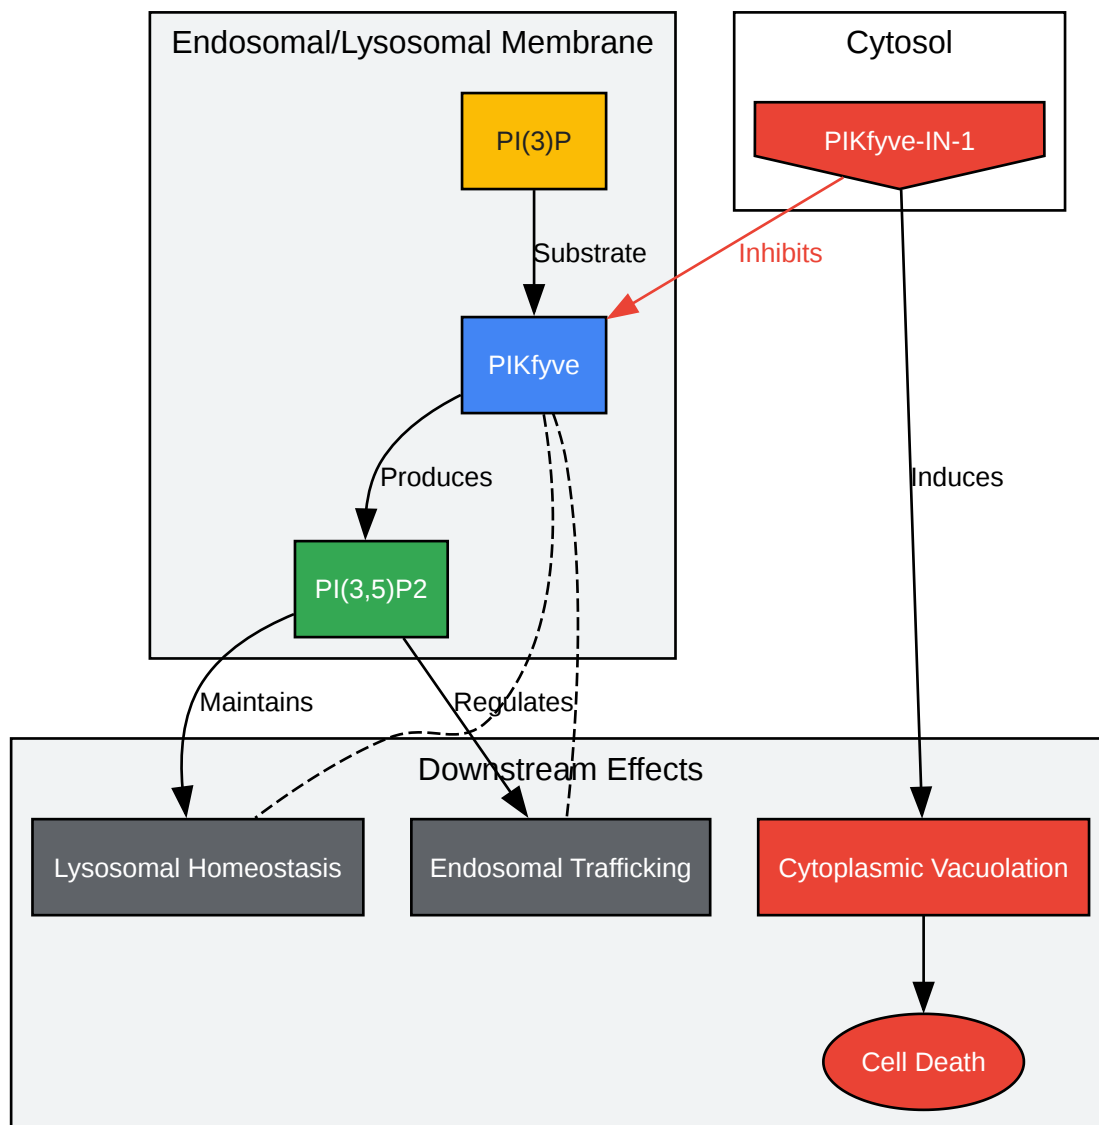 Endosomal/Lysosomal Membrane
Cytosol
PI(3)P
PIKfyve-IN-1
Substrate
Inhibits
PIKfyve
Produces
Induces
PI(3,5)P2
Maintains
Regulates
Downstream Effects
Lysosomal Homeostasis
Endosomal Trafficking
Cytoplasmic Vacuolation
Cell Death